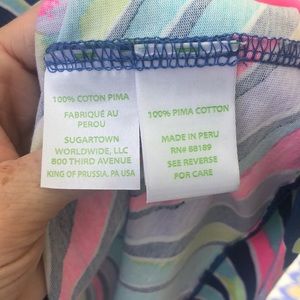 100% COTON PIMA
FABRIQUÉ AU
PEROU
SUGARTOWN
WORLDWIDE, LLC
800 THIRD AVENUE
KING OF PRUSSIA, PA USA
100% PIMA COTTON
MADE IN PERU
RN# 88189
SEE REVERSE
FOR CARE